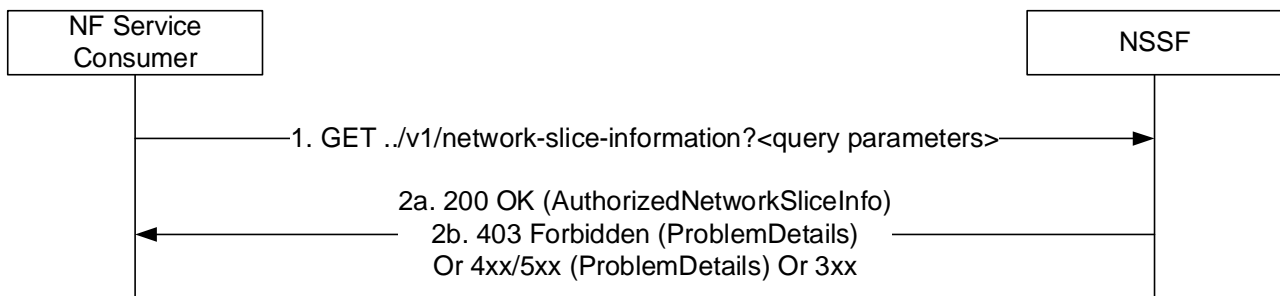 NF Service
Consumer
NSSF
1. GET ../v1/network-slice-information?<query parameters>
2a. 200 OK (AuthorizedNetworkSliceInfo)
2b. 403 Forbidden (ProblemDetails)
Or 4xx/5xx (ProblemDetails) Or 3xx